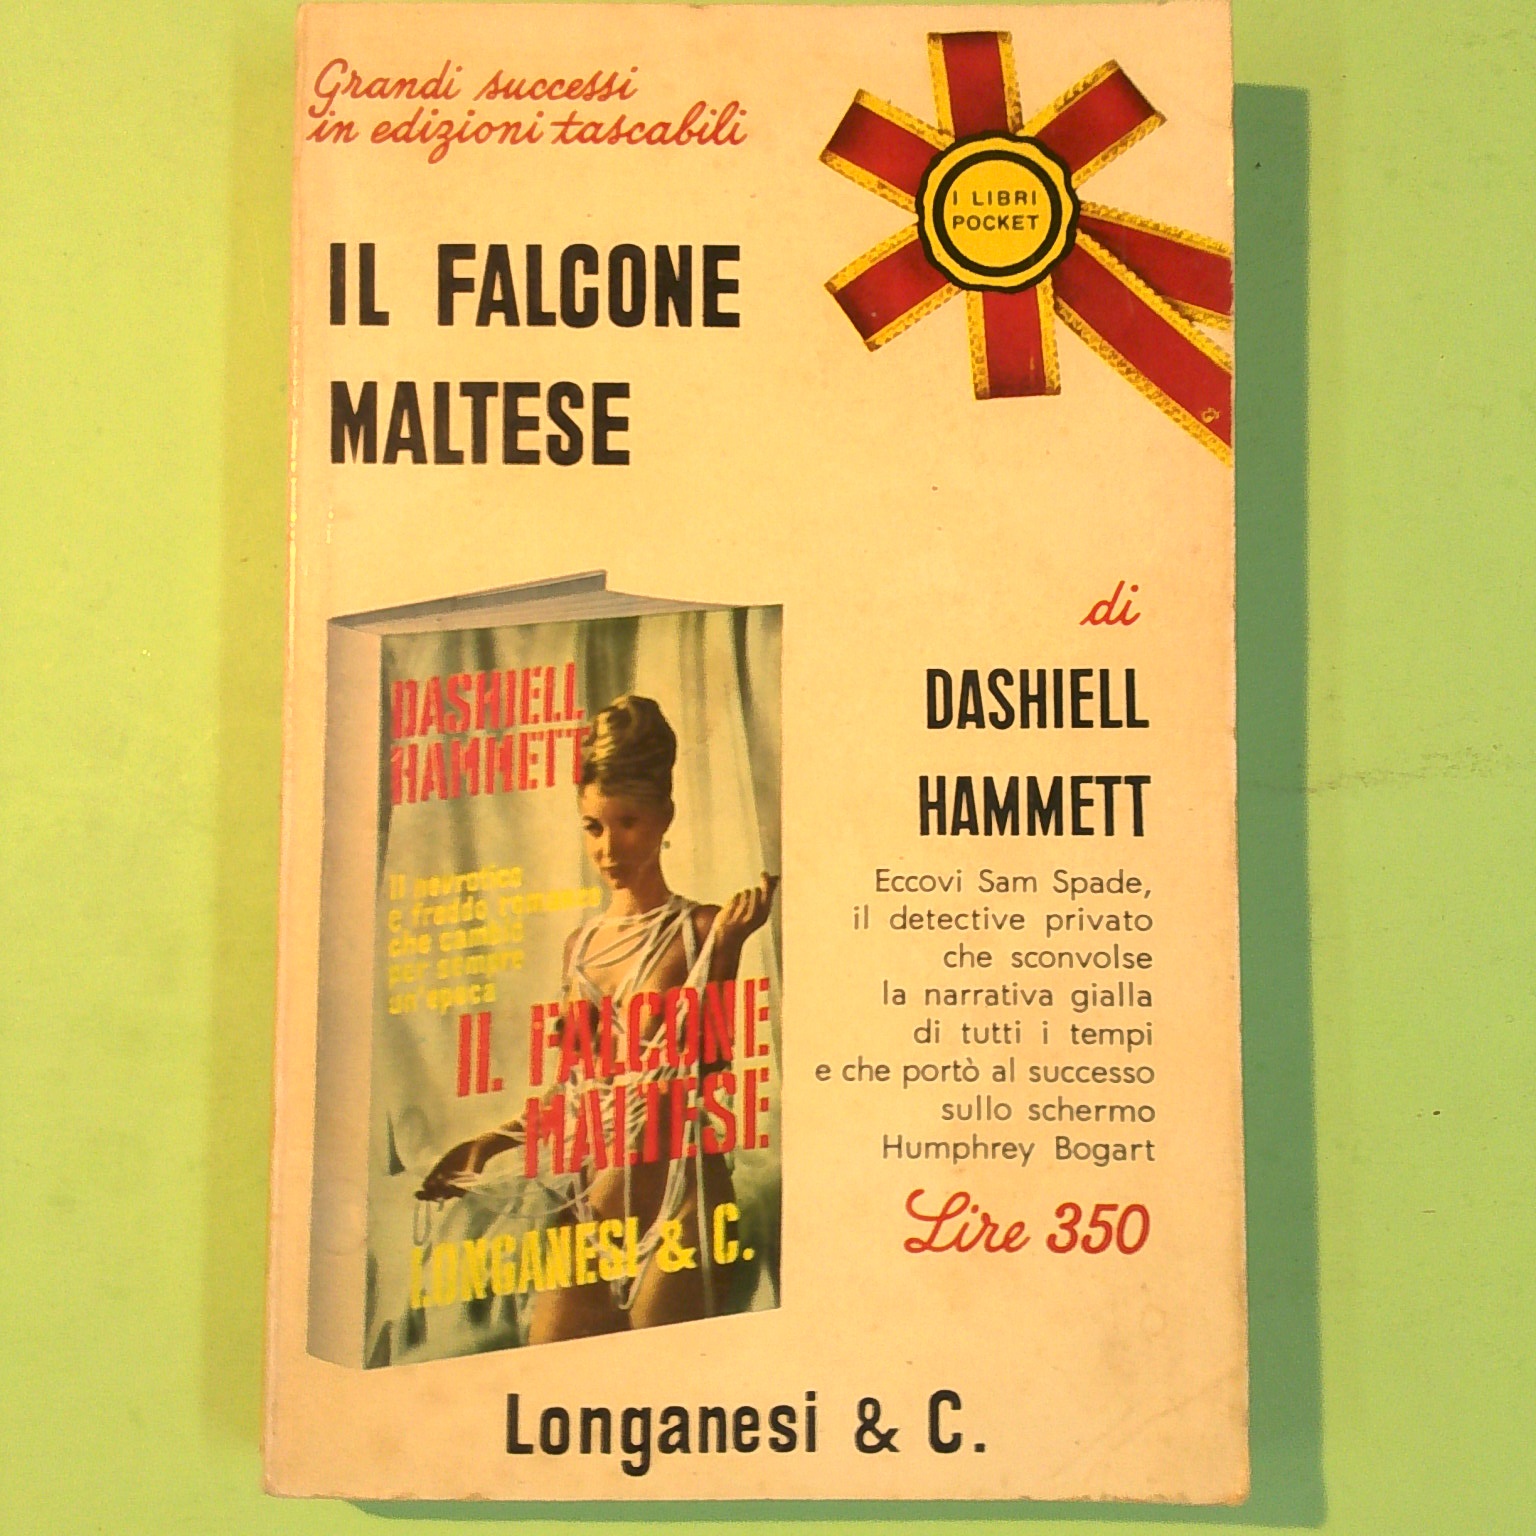 Grandi successi
in edizioni tascabili
I LIBRI
POCKET
IL FALCONE
MALTESE
di
DASHIELL
HAMMETT
Eccovi Sam Spade,
il detective privato
che sconvolse
la narrativa gialla
di tutti i tempi
e che portò al successo
sullo schermo
Humphrey Bogart
Lire 350
DASHIELL
HAMMETT
Il nevrotico
e freddo romanzo
che cambiò
per sempre
un'epoca
IL FALCONE
MALTESE
LONGANESI & C.
Longanesi & C.